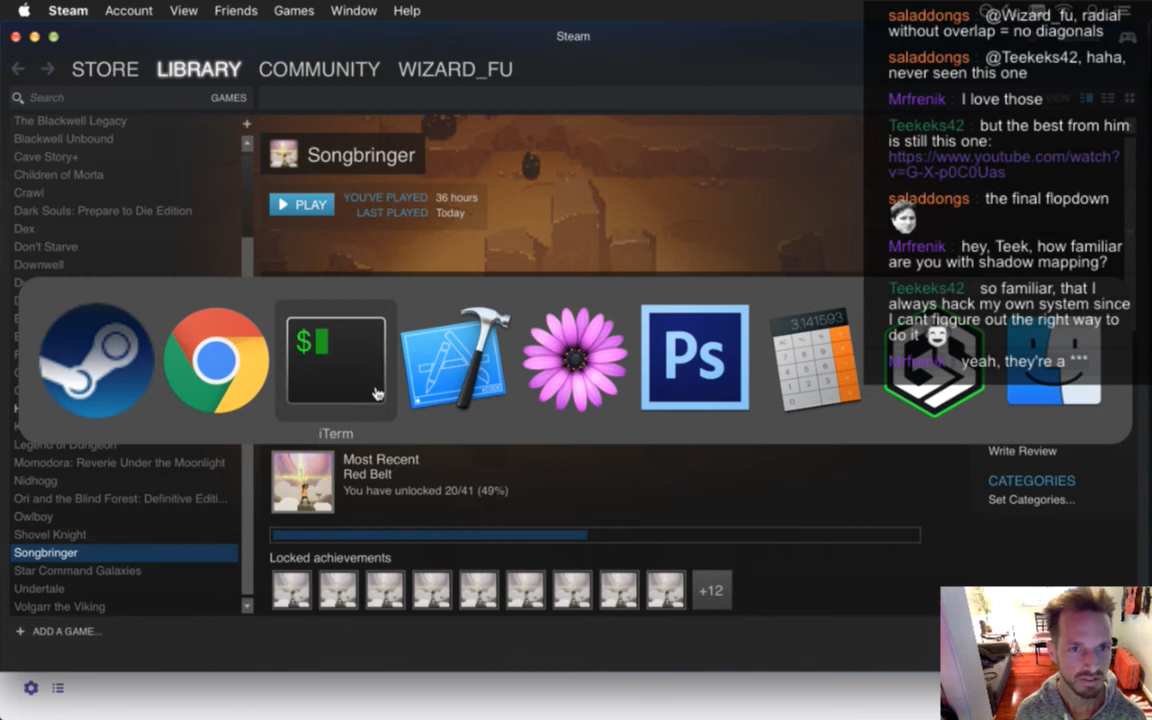 Steam Account View Friends Games Window Help
Steam
STORE LIBRARY COMMUNITY WIZARD_FU
Search GAMES
The Blackwell Legacy
Blackwell Unbound
Cave Story+
Children of Morta
Crawl
Dark Souls: Prepare to Die Edition
Dex
Don't Starve
Downwell
Legend of Dungeon
Momodora: Reverie Under the Moonlight
Nidhogg
Ori and the Blind Forest: Definitive Editi...
Owlboy
Shovel Knight
Songbringer
Star Command Galaxies
Undertale
Volgarr the Viking
+ ADD A GAME...
Songbringer
PLAY
YOU'VE PLAYED 36 hours
LAST PLAYED Today
$
Ps
3.141593
iTerm
Most Recent
Red Belt
You have unlocked 20/41 (49%)
Locked achievements
+12
Write Review
CATEGORIES
Set Categories...
saladdongs @Wizard_fu, radial
without overlap = no diagonals
saladdongs @Teekeks42, haha,
never seen this one
Mrfrenik I love those
Teekeks42 but the best from him
is still this one:
https://www.youtube.com/watch?
v=G-X-p0C0Uas
saladdongs the final flopdown
Mrfrenik hey, Teek, how familiar
are you with shadow mapping?
Teekeks42 so familiar, that I
always hack my own system since
I cant figgure out the right way to
do it
Mrfrenik yeah, they're a ***